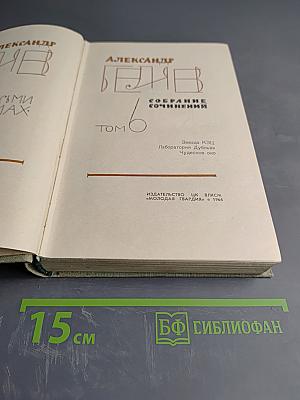 АЛЕКСАНДР
СОБРАНИЕ
СОЧИНЕНИЙ
ТОМ 6
Звезда КЭЦ
Лаборатория Дубльвэ
Чудесное око
ИЗДАТЕЛЬСТВО ЦК ВЛКСМ
«МОЛОДАЯ ГВАРДИЯ» • 1964
15 см
БФ БИБЛИОФАН